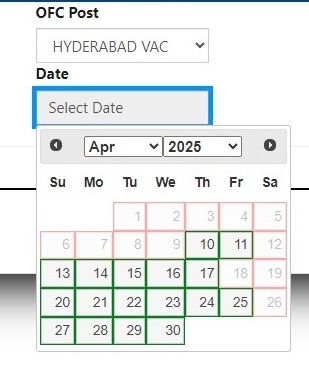 OFC Post
HYDERABAD VAC
Date
Select Date
Apr 2025
Su Mo Tu We Th Fr Sa
1 2 3 4 5
6 7 8 9 10 11 12
13 14 15 16 17 18 19
20 21 22 23 24 25 26
27 28 29 30